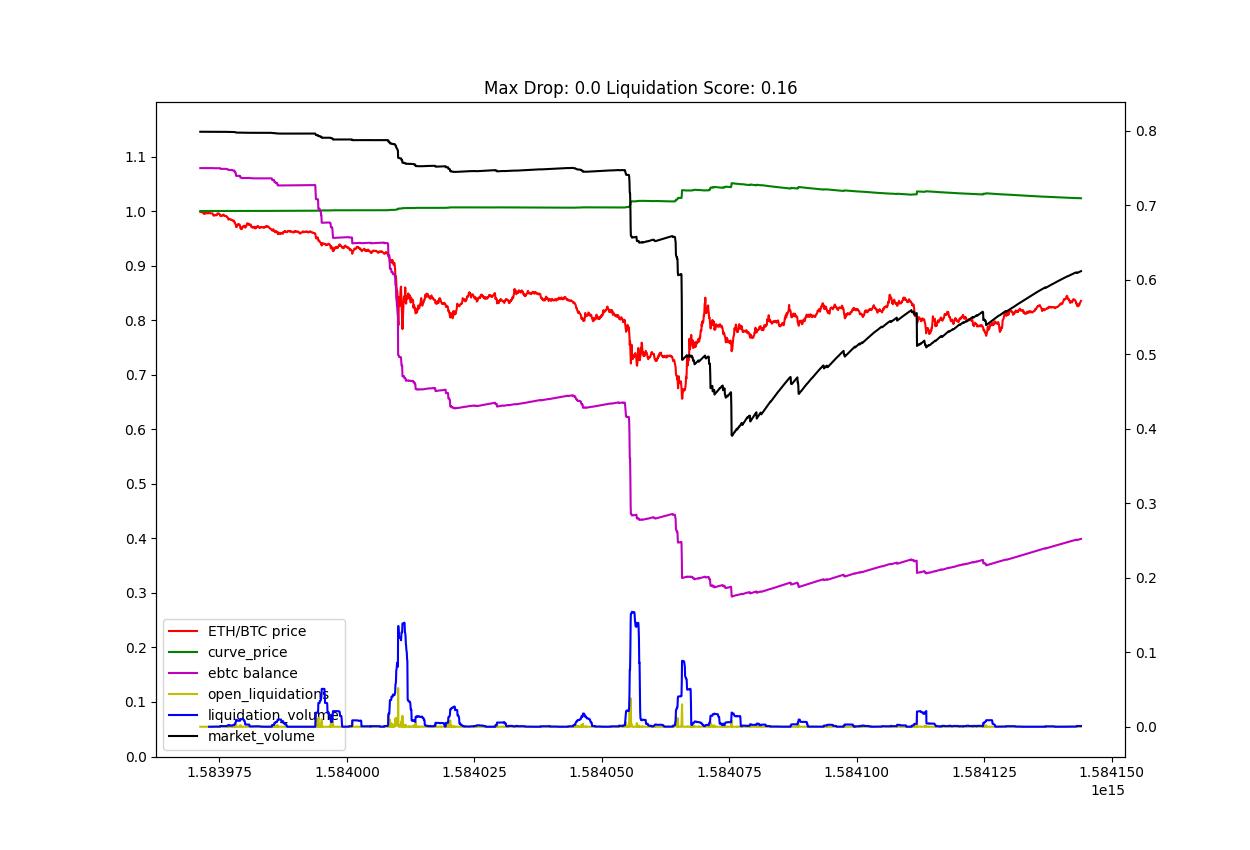 Max Drop: 0.0 Liquidation Score: 0.16
1.1
1.0
0.9
0.8
0.7
0.6
0.5
0.4
0.3
0.2
0.1
0.0
0.8
0.7
0.6
0.5
0.4
0.3
0.2
0.1
0.0
ETH/BTC price
curve_price
ebtc balance
open_liquidations
liquidation_volume
market_volume
1.583975 1.584000 1.584025 1.584050 1.584075 1.584100 1.584125 1.584150
1e15